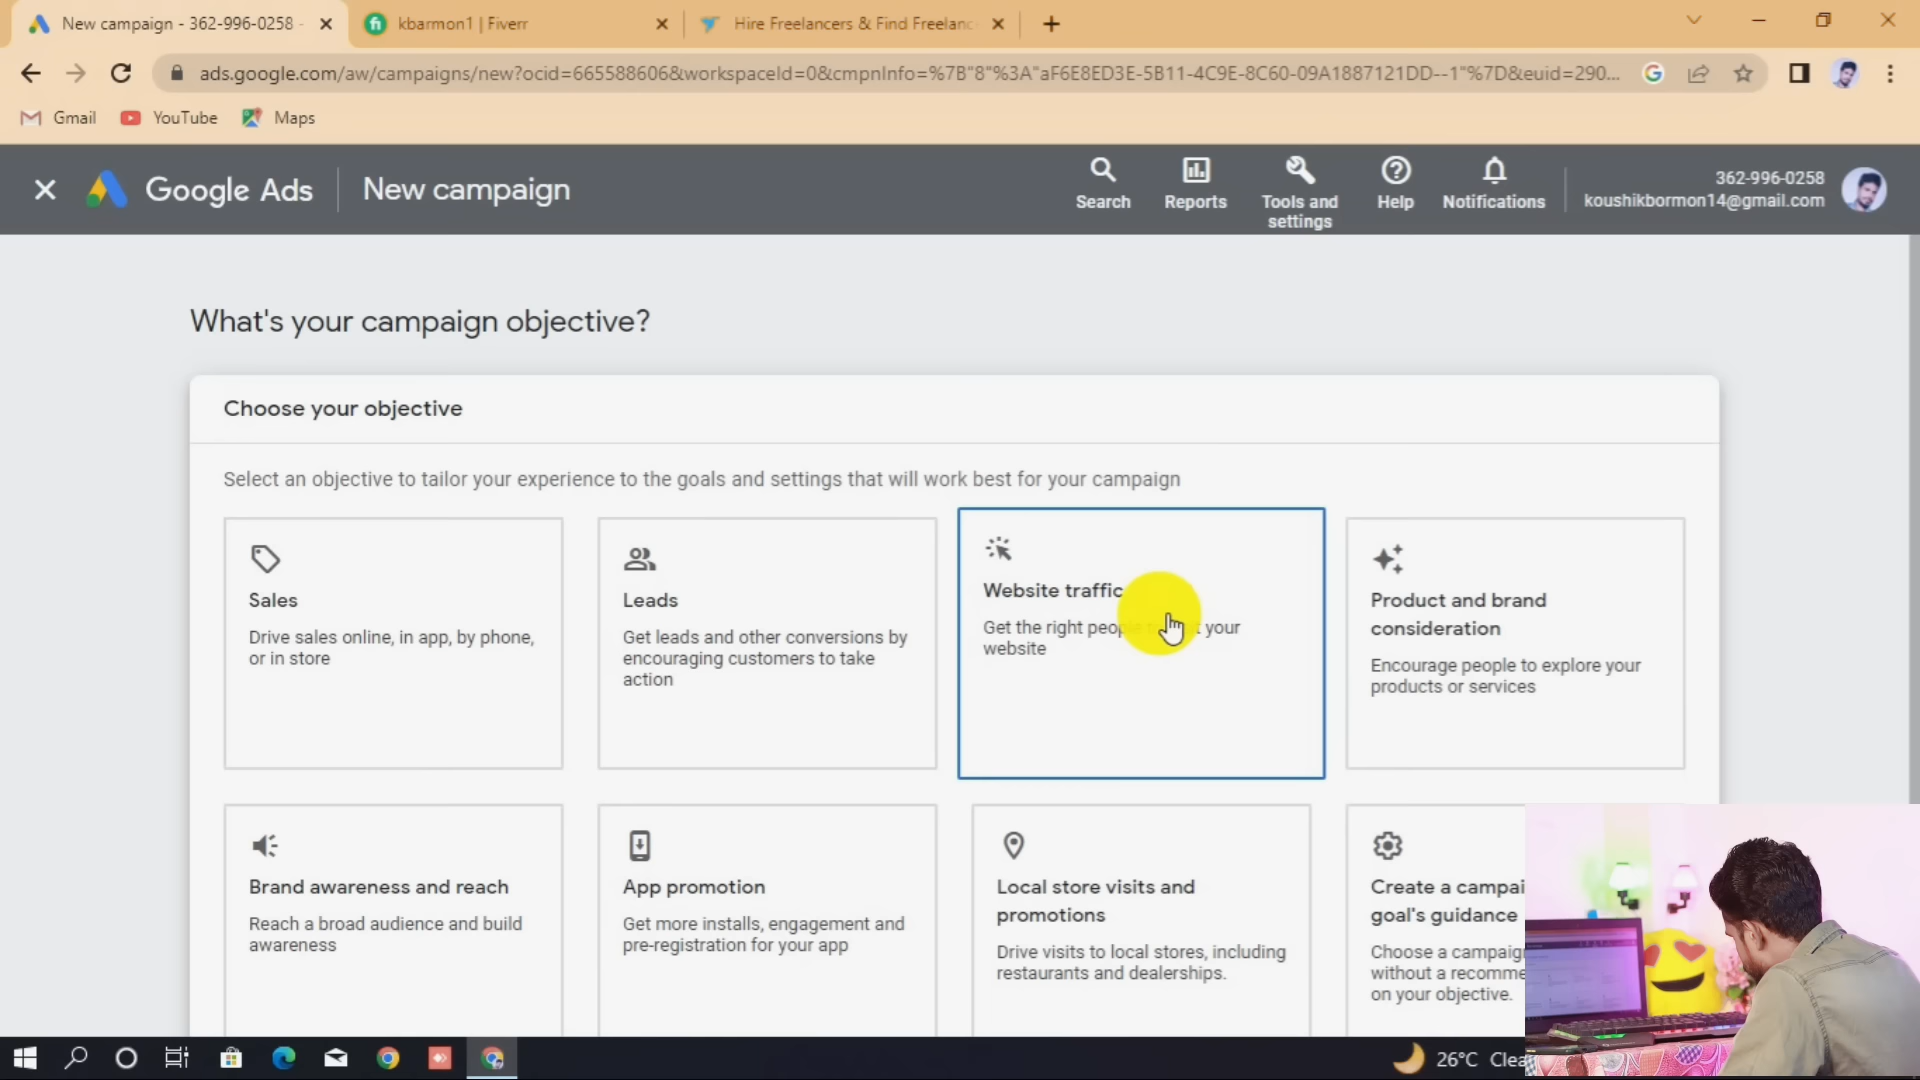 New campaign - 362-996-0258 -
kbarmon1 | Fiverr
Hire Freelancers & Find Freelanc
ads.google.com/aw/campaigns/new?ocid=665588606&workspaceId=0&cmpnInfo=%7B"8"%3A"aF6E8ED3E-5B11-4C9E-8C60-09A1887121DD--1"%7D&euid=290...
Gmail
YouTube
Maps
Google Ads
New campaign
Search
Reports
Tools and
settings
Help
Notifications
362-996-0258
koushikbormon14@gmail.com
What's your campaign objective?
Choose your objective
Select an objective to tailor your experience to the goals and settings that will work best for your campaign
Sales
Drive sales online, in app, by phone,
or in store
Leads
Get leads and other conversions by
encouraging customers to take
action
Website traffic
Get the right your
website
Product and brand
consideration
Encourage people to explore your
products or services
Brand awareness and reach
Reach a broad audience and build
awareness
App promotion
Get more installs, engagement and
pre-registration for your app
Local store visits and
promotions
Drive visits to local stores, including
restaurants and dealerships.
Create a campai
goal's guidance
Choose a campaig
without a recomme
on your objective.
26°C Clea